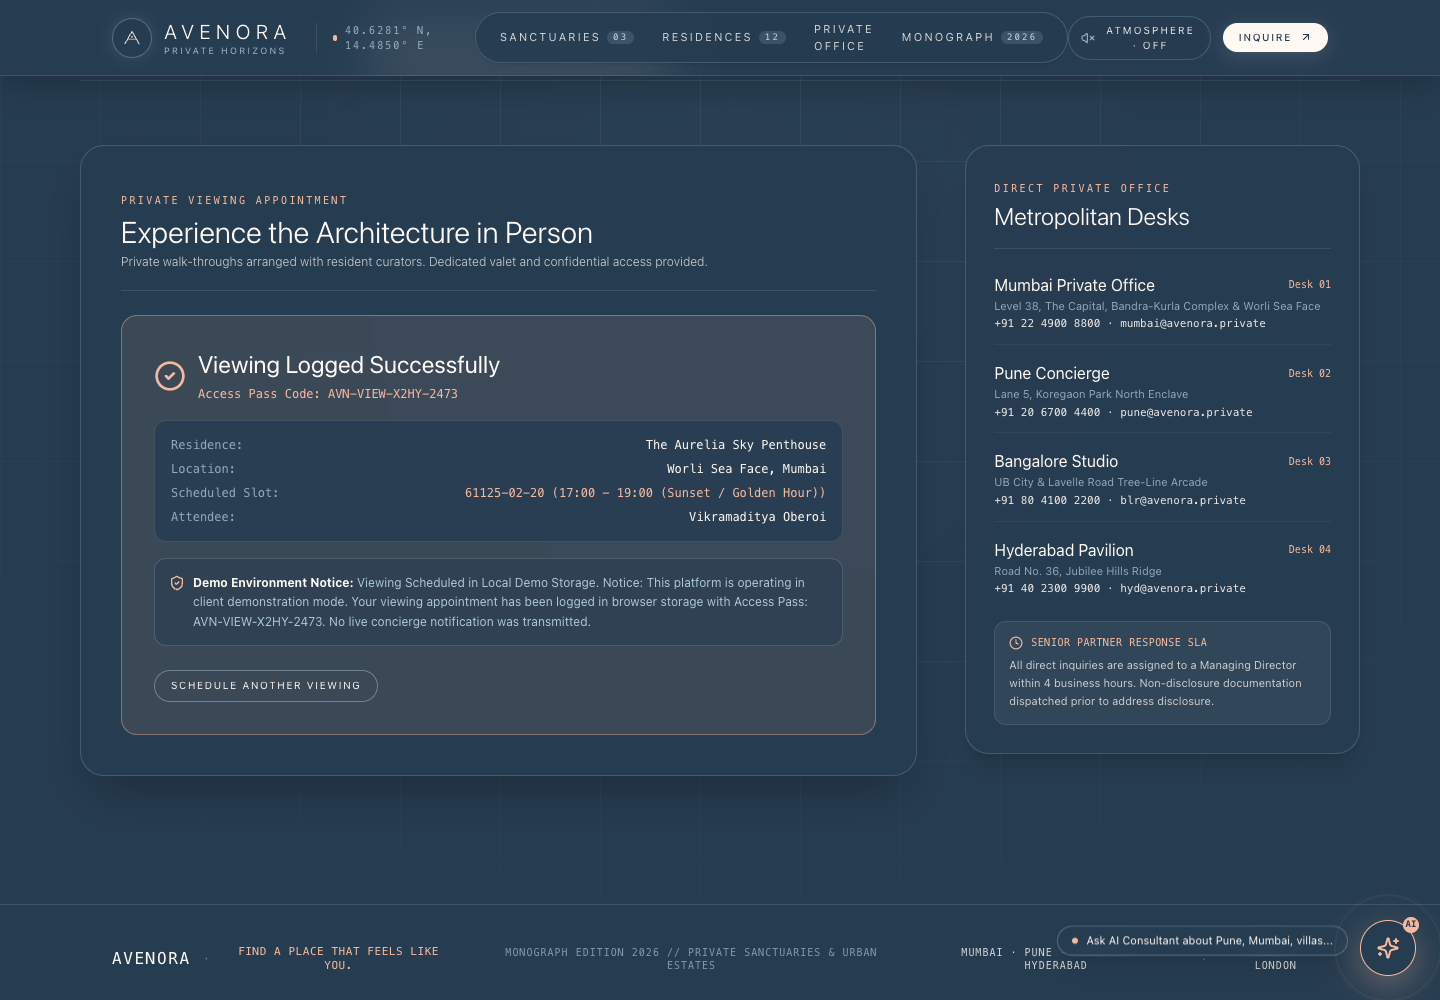 AVENORA
PRIVATE HORIZONS
40.6281° N,
14.4850° E
SANCTUARIES 03
RESIDENCES 12
PRIVATE
OFFICE
MONOGRAPH 2026
ATMOSPHERE
· OFF
INQUIRE
PRIVATE VIEWING APPOINTMENT
Experience the Architecture in Person
Private walk-throughs arranged with resident curators. Dedicated valet and confidential access provided.
Viewing Logged Successfully
Access Pass Code: AVN-VIEW-X2HY-2473
Residence: The Aurelia Sky Penthouse
Location: Worli Sea Face, Mumbai
Scheduled Slot: 61125-02-20 (17:00 - 19:00 (Sunset / Golden Hour))
Attendee: Vikramaditya Oberoi
Demo Environment Notice: Viewing Scheduled in Local Demo Storage. Notice: This platform is operating in
client demonstration mode. Your viewing appointment has been logged in browser storage with Access Pass:
AVN-VIEW-X2HY-2473. No live concierge notification was transmitted.
SCHEDULE ANOTHER VIEWING
DIRECT PRIVATE OFFICE
Metropolitan Desks
Mumbai Private Office Desk 01
Level 38, The Capital, Bandra-Kurla Complex & Worli Sea Face
+91 22 4900 8800 · mumbai@avenora.private
Pune Concierge Desk 02
Lane 5, Koregaon Park North Enclave
+91 20 6700 4400 · pune@avenora.private
Bangalore Studio Desk 03
UB City & Lavelle Road Tree-Line Arcade
+91 80 4100 2200 · blr@avenora.private
Hyderabad Pavilion Desk 04
Road No. 36, Jubilee Hills Ridge
+91 40 2300 9900 · hyd@avenora.private
SENIOR PARTNER RESPONSE SLA
All direct inquiries are assigned to a Managing Director
within 4 business hours. Non-disclosure documentation
dispatched prior to address disclosure.
AVENORA ·
FIND A PLACE THAT FEELS LIKE
YOU.
MONOGRAPH EDITION 2026 // PRIVATE SANCTUARIES & URBAN
ESTATES
MUMBAI · PUNE
HYDERABAD
LONDON
Ask AI Consultant about Pune, Mumbai, villas...
AI